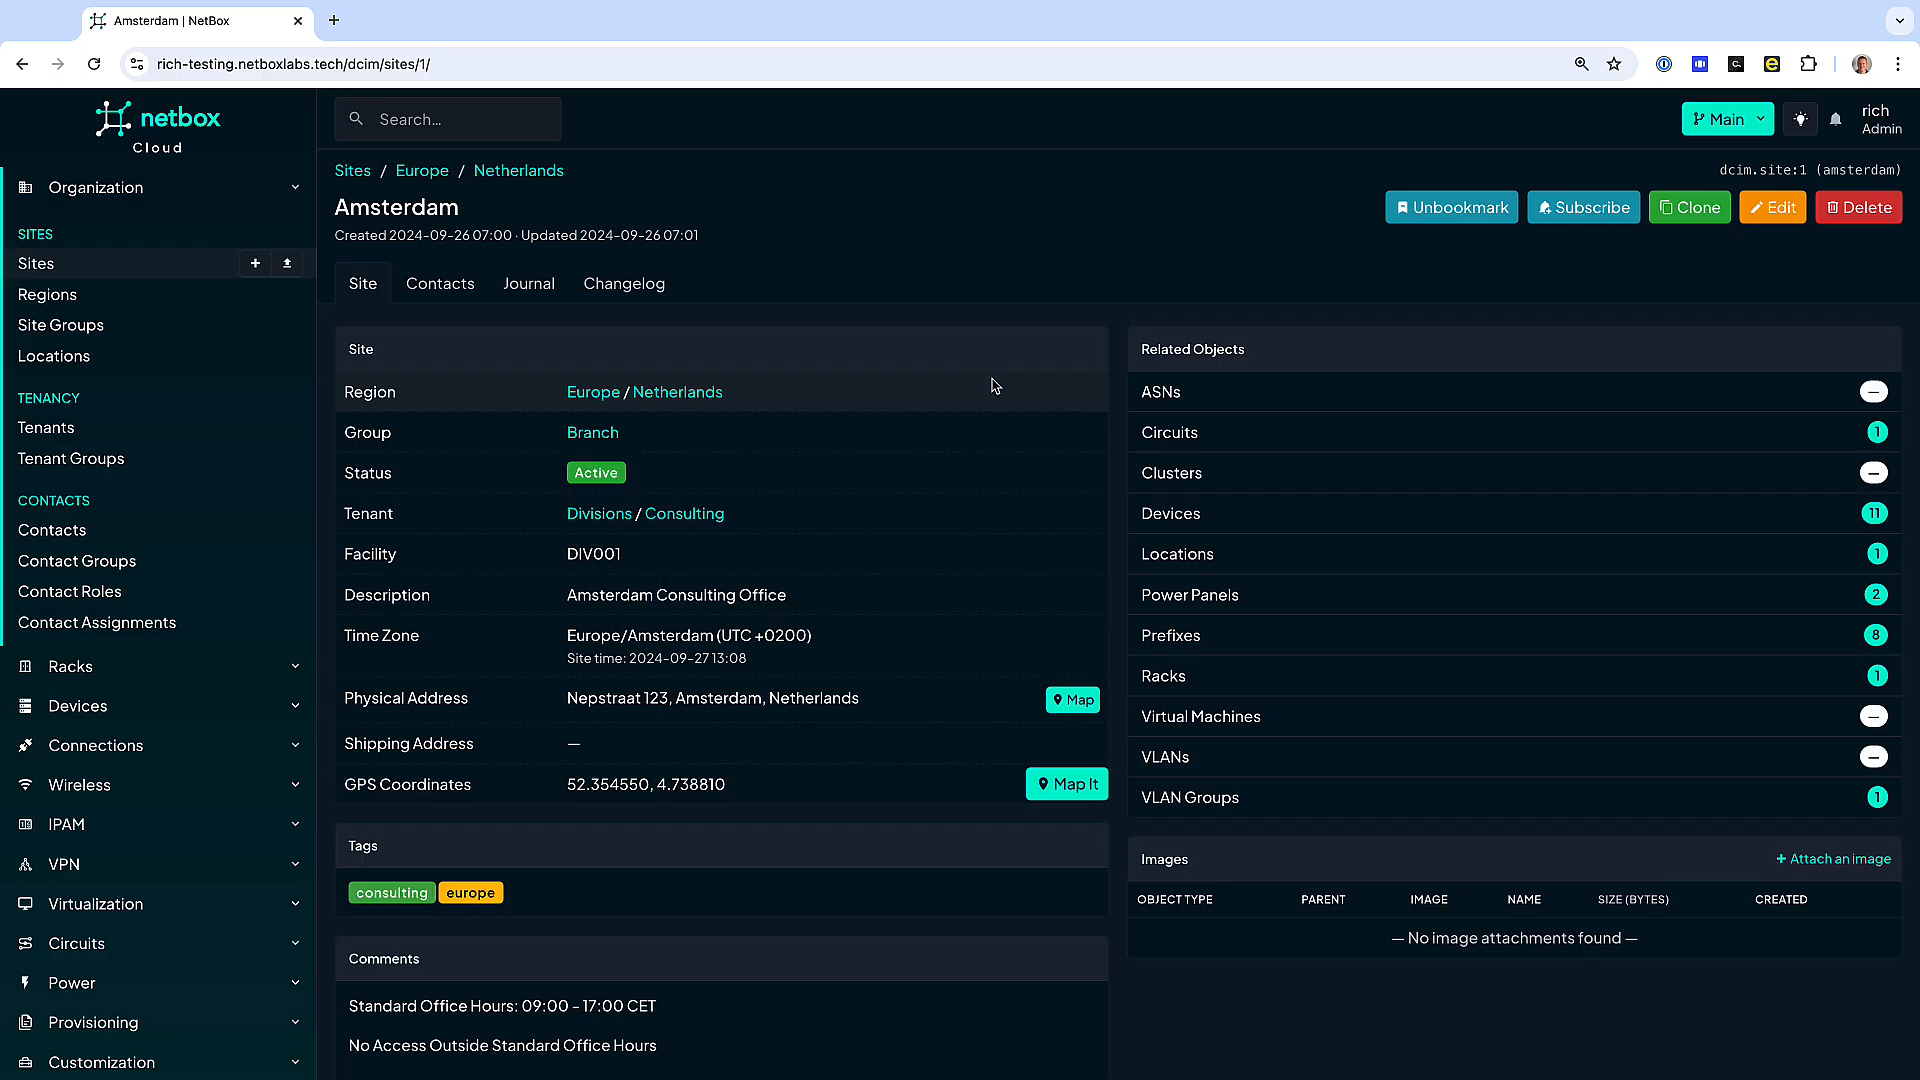 Amsterdam | NetBox
rich-testing.netboxlabs.tech/dcim/sites/1/
netbox
Cloud
Search...
Main
rich
Admin
Organization
SITES
Sites
Regions
Site Groups
Locations
TENANCY
Tenants
Tenant Groups
CONTACTS
Contacts
Contact Groups
Contact Roles
Contact Assignments
Racks
Devices
Connections
Wireless
IPAM
VPN
Virtualization
Circuits
Power
Provisioning
Customization
Sites / Europe / Netherlands
dcim.site:1 (amsterdam)
Amsterdam
Created 2024-09-26 07:00 · Updated 2024-09-26 07:01
Unbookmark
Subscribe
Clone
Edit
Delete
Site
Contacts
Journal
Changelog
Site
Region Europe / Netherlands
Group Branch
Status Active
Tenant Divisions / Consulting
Facility DIV001
Description Amsterdam Consulting Office
Time Zone Europe/Amsterdam (UTC +0200)
Site time: 2024-09-27 13:08
Physical Address Nepstraat 123, Amsterdam, Netherlands Map
Shipping Address —
GPS Coordinates 52.354550, 4.738810 Map It
Tags
consulting europe
Comments
Standard Office Hours: 09:00 - 17:00 CET
No Access Outside Standard Office Hours
Related Objects
ASNs —
Circuits 1
Clusters —
Devices 11
Locations 1
Power Panels 2
Prefixes 8
Racks 1
Virtual Machines —
VLANs —
VLAN Groups 1
Images + Attach an image
OBJECT TYPE PARENT IMAGE NAME SIZE (BYTES) CREATED
— No image attachments found —